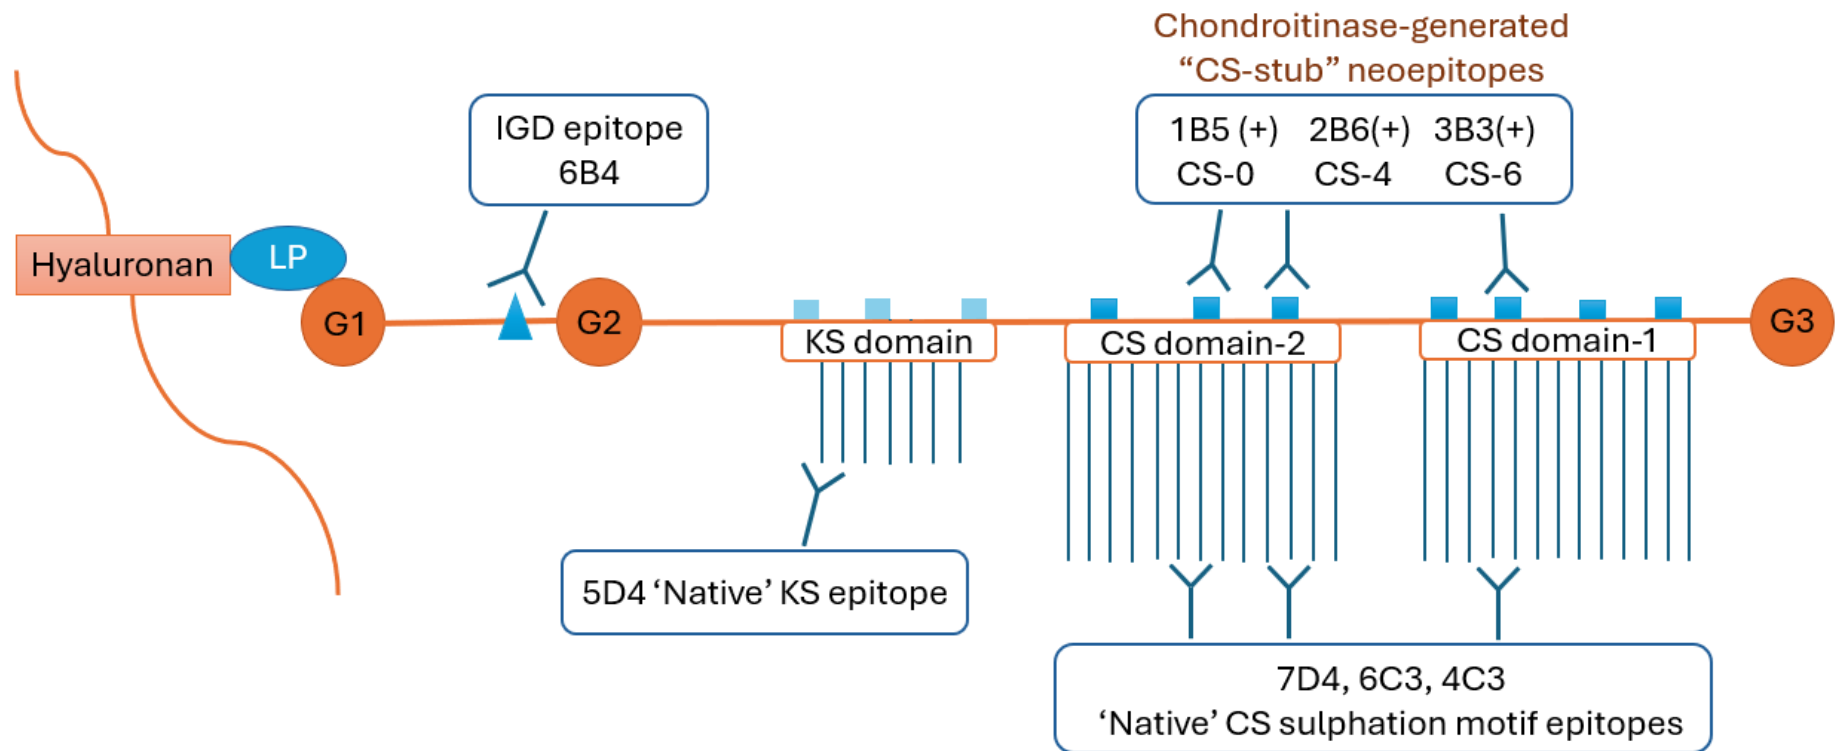 Chondroitinase-generated
“CS-stub” neoepitopes
IGD epitope
6B4
1B5 (+) 2B6(+) 3B3(+)
CS-0 CS-4 CS-6
Hyaluronan
LP
G1
G2
G3
KS domain
CS domain-2
CS domain-1
5D4 ‘Native’ KS epitope
7D4, 6C3, 4C3
‘Native’ CS sulphation motif epitopes